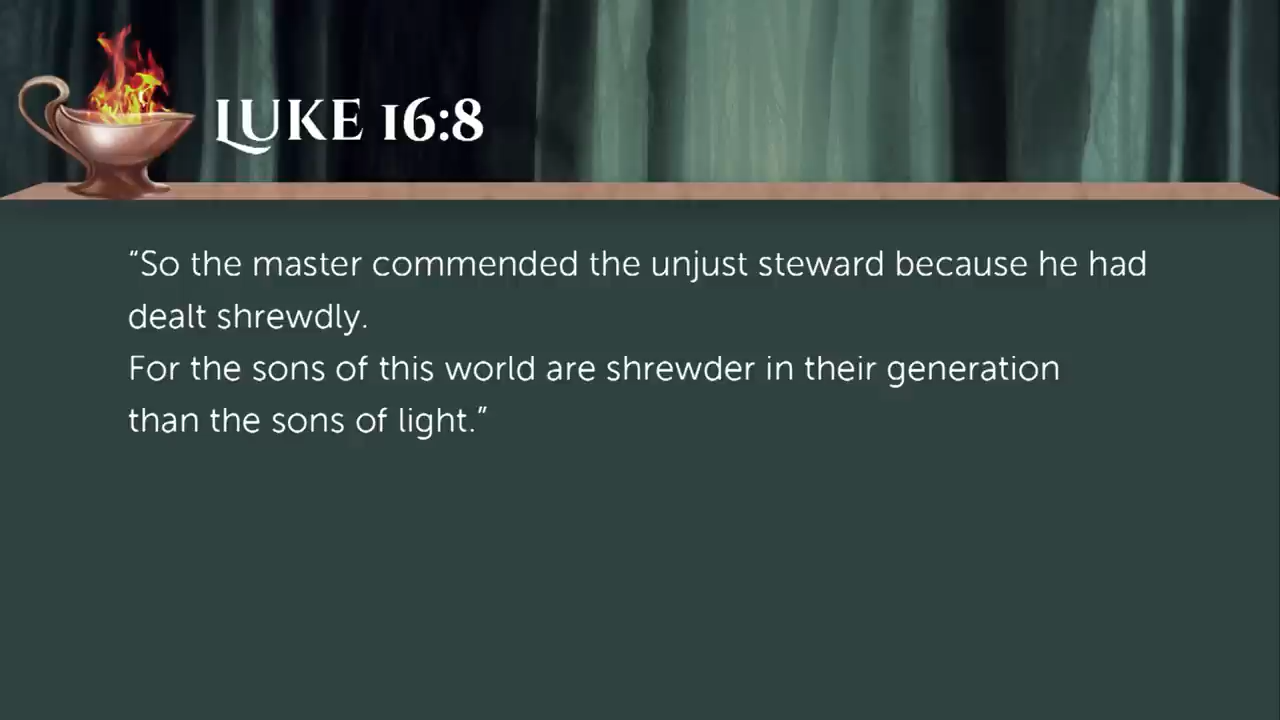 LUKE 16:8
“So the master commended the unjust steward because he had
dealt shrewdly.
For the sons of this world are shrewder in their generation
than the sons of light.”